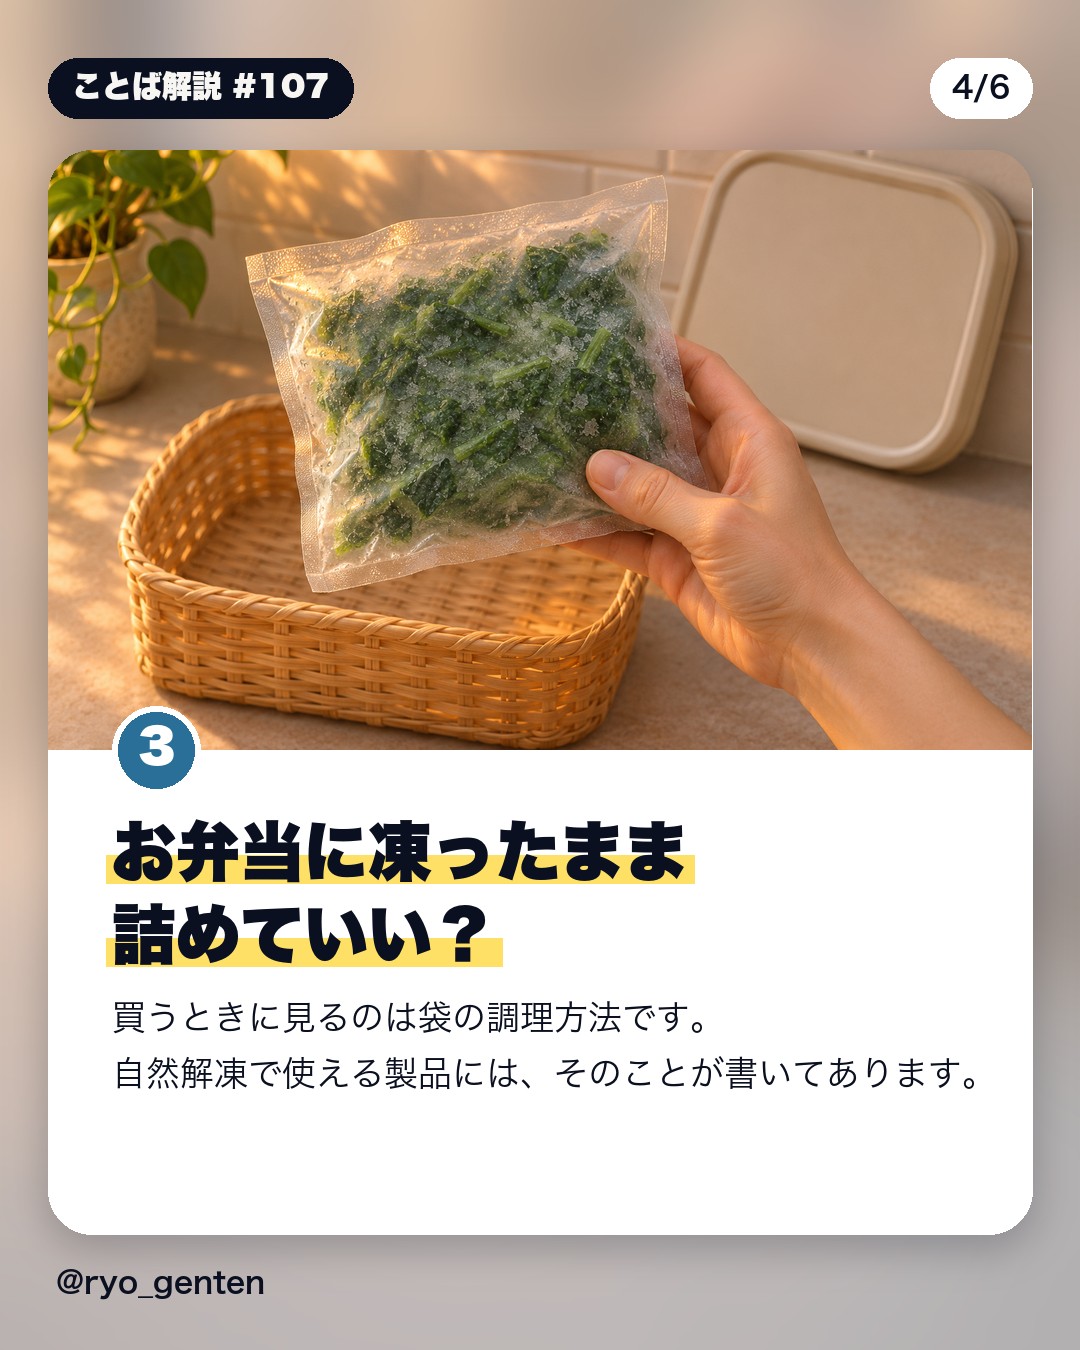 ことば解説 #107
4/6
3
お弁当に凍ったまま
詰めていい？
買うときに見るのは袋の調理方法です。
自然解凍で使える製品には、そのことが書いてあります。
@ryo_genten